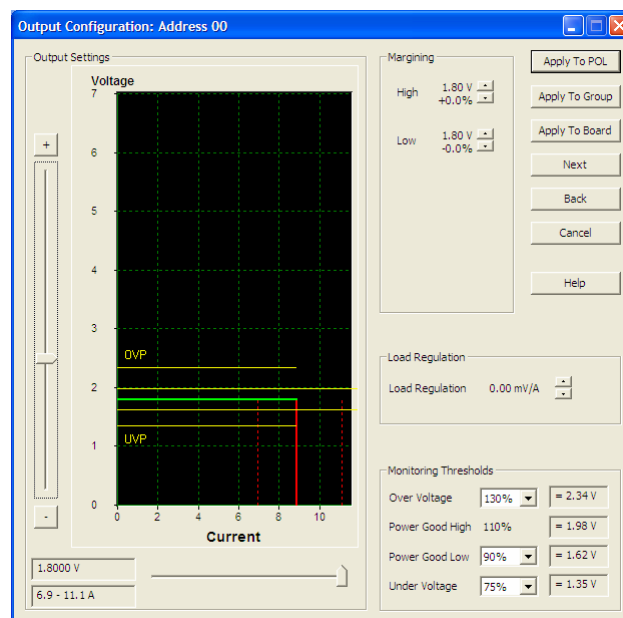 Output Configuration: Address 00
Output Settings
Voltage
7
6
5
4
3
2
1
0
OVP
UVP
0 2 4 6 8 10
Current
+
-
1.8000 V
6.9 - 11.1 A
Margining
High 1.80 V
+0.0%
Low 1.80 V
-0.0%
Apply To POL
Apply To Group
Apply To Board
Next
Back
Cancel
Help
Load Regulation
Load Regulation 0.00 mV/A
Monitoring Thresholds
Over Voltage 130% = 2.34 V
Power Good High 110% = 1.98 V
Power Good Low 90% = 1.62 V
Under Voltage 75% = 1.35 V